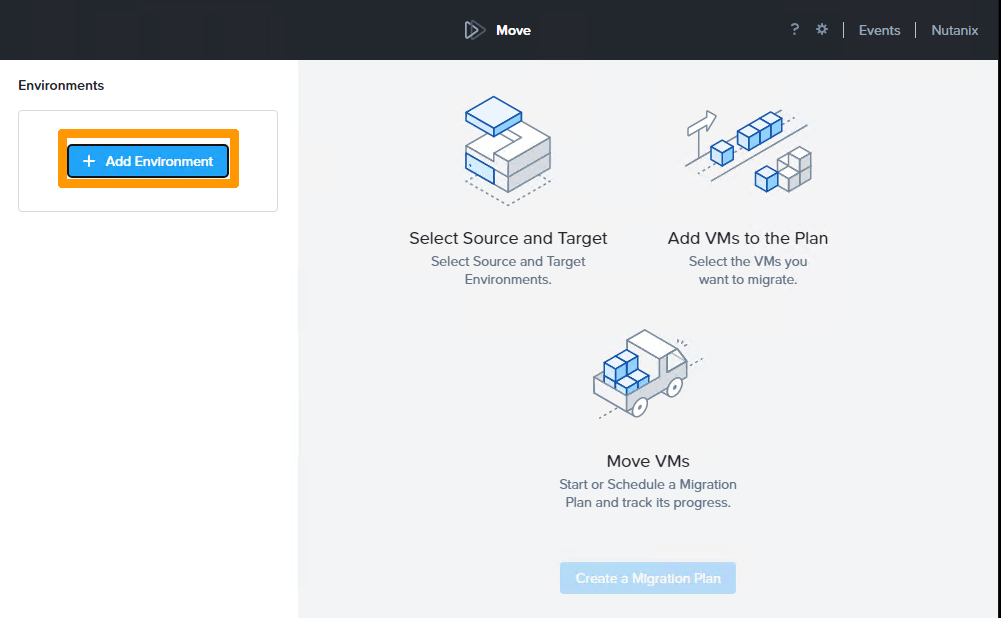 Move
? Events Nutanix
Environments
+ Add Environment
Select Source and Target
Select Source and Target
Environments.
Add VMs to the Plan
Select the VMs you
want to migrate.
Move VMs
Start or Schedule a Migration
Plan and track its progress.
Create a Migration Plan